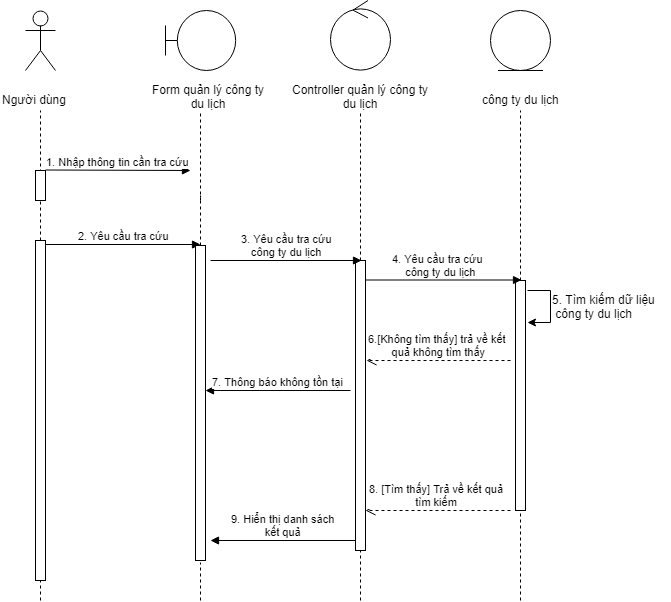 Người dùng
Form quản lý công ty
du lịch
Controller quản lý công ty
du lịch
công ty du lịch
1. Nhập thông tin cần tra cứu
2. Yêu cầu tra cứu
3. Yêu cầu tra cứu
công ty du lịch
4. Yêu cầu tra cứu
công ty du lịch
5. Tìm kiếm dữ liệu
công ty du lịch
6.[Không tìm thấy] trả về kết
quả không tìm thấy
7. Thông báo không tồn tại
8. [Tìm thấy] Trả về kết quả
tìm kiếm
9. Hiển thị danh sách
kết quả